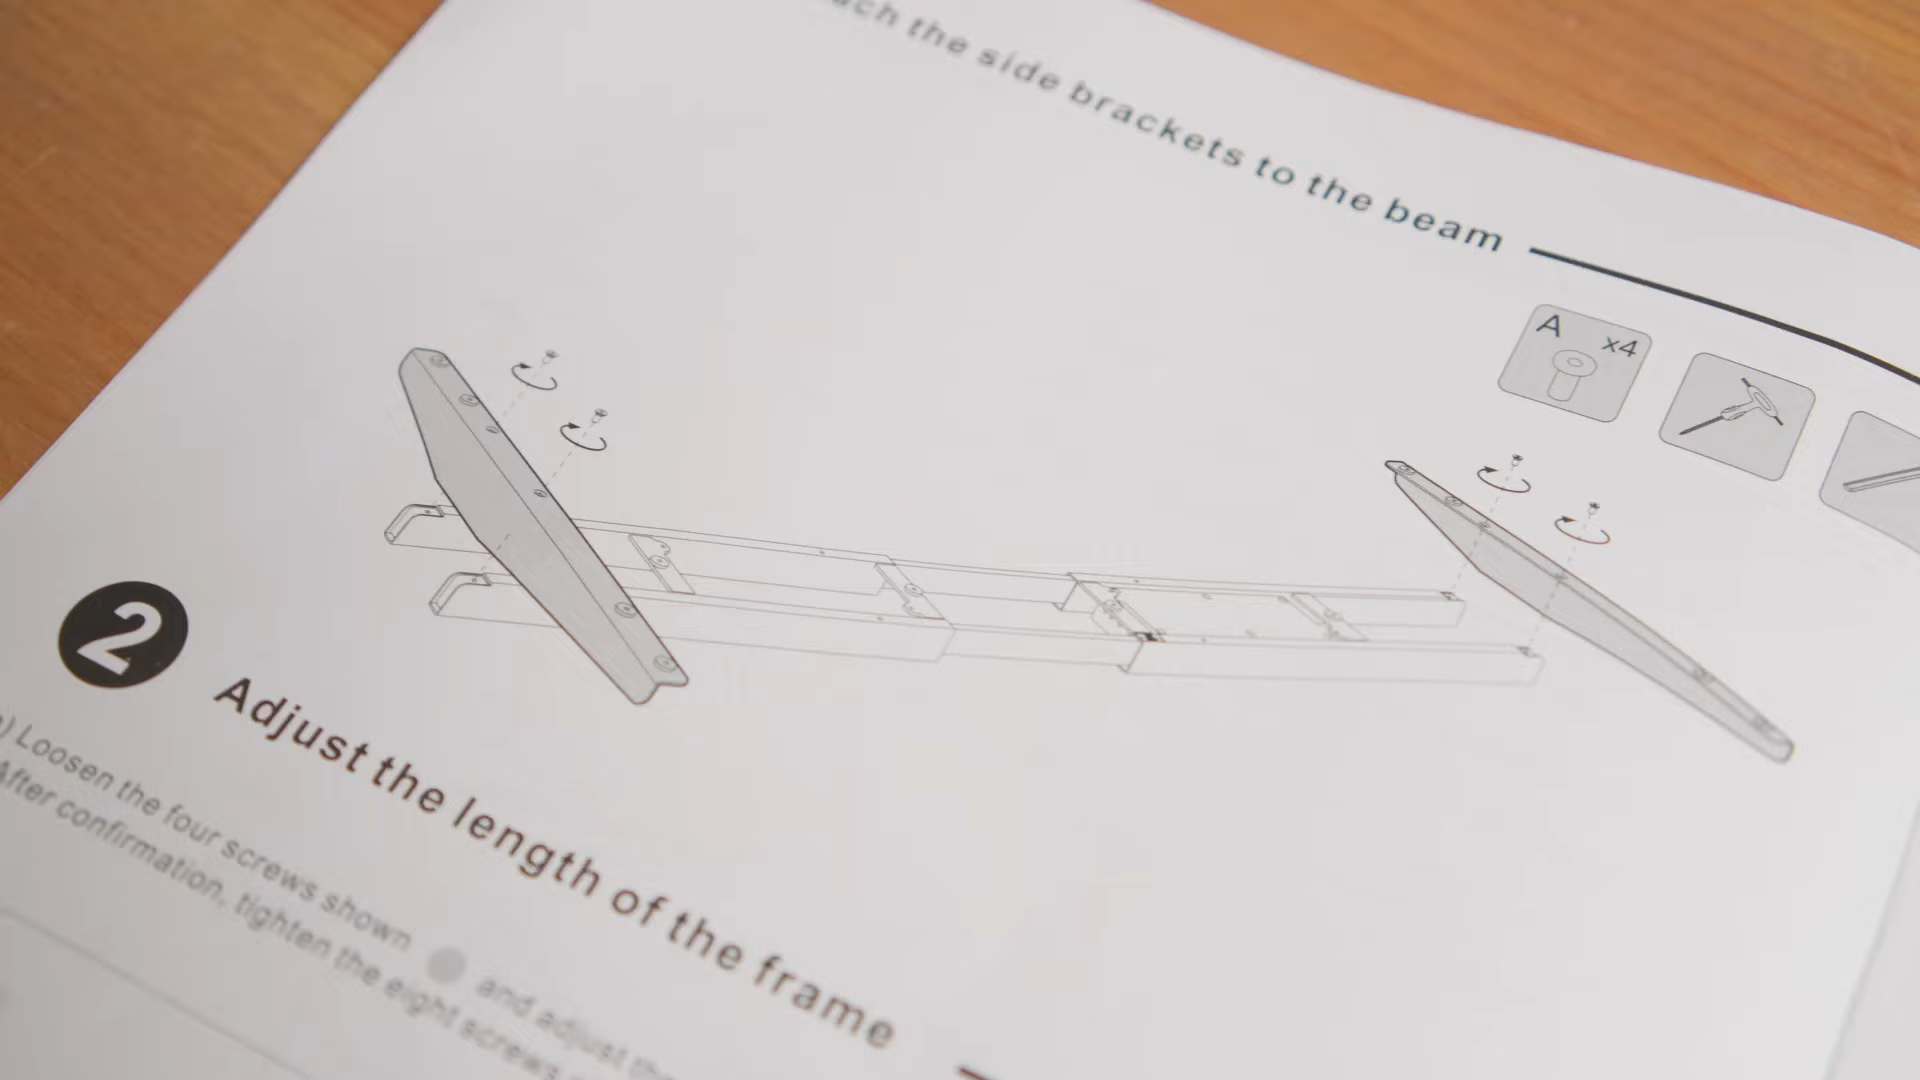 the side brackets to the beam
A x4
2
Adjust the length of the frame
Loosen the four screws shown and adjust the
After confirmation, tighten the eight screws